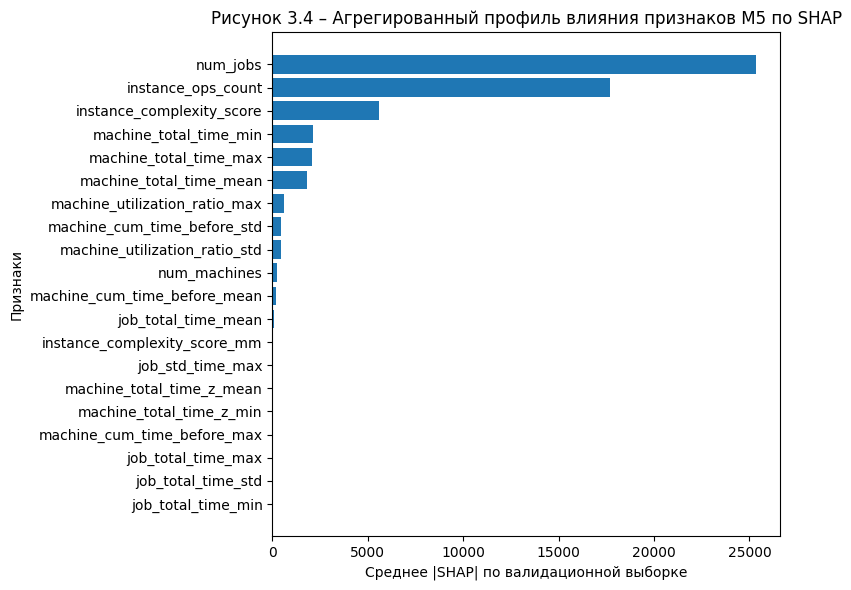 Рисунок 3.4 – Агрегированный профиль влияния признаков M5 по SHAP
Признаки
num_jobs
instance_ops_count
instance_complexity_score
machine_total_time_min
machine_total_time_max
machine_total_time_mean
machine_utilization_ratio_max
machine_cum_time_before_std
machine_utilization_ratio_std
num_machines
machine_cum_time_before_mean
job_total_time_mean
instance_complexity_score_mm
job_std_time_max
machine_total_time_z_mean
machine_total_time_z_min
machine_cum_time_before_max
job_total_time_max
job_total_time_std
job_total_time_min
0 5000 10000 15000 20000 25000
Среднее |SHAP| по валидационной выборке